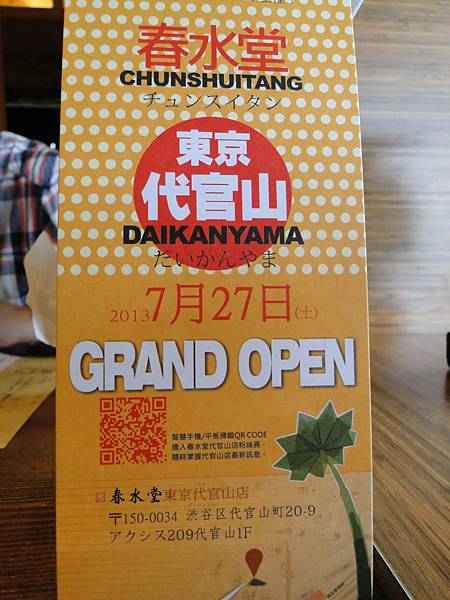 春水堂
CHUNSHUITANG
チュンスイタン
東京
代官山
DAIKANYAMA
だいかんやま
2013 7月27日(土)
GRAND OPEN
智慧手機/平板掃瞄QR CODE
進入春水堂代官山店粉絲頁,
隨時掌握代官山店最新訊息。
春水堂 東京代官山店
〒150-0034 渋谷区代官山町20-9
アクシス209代官山1F